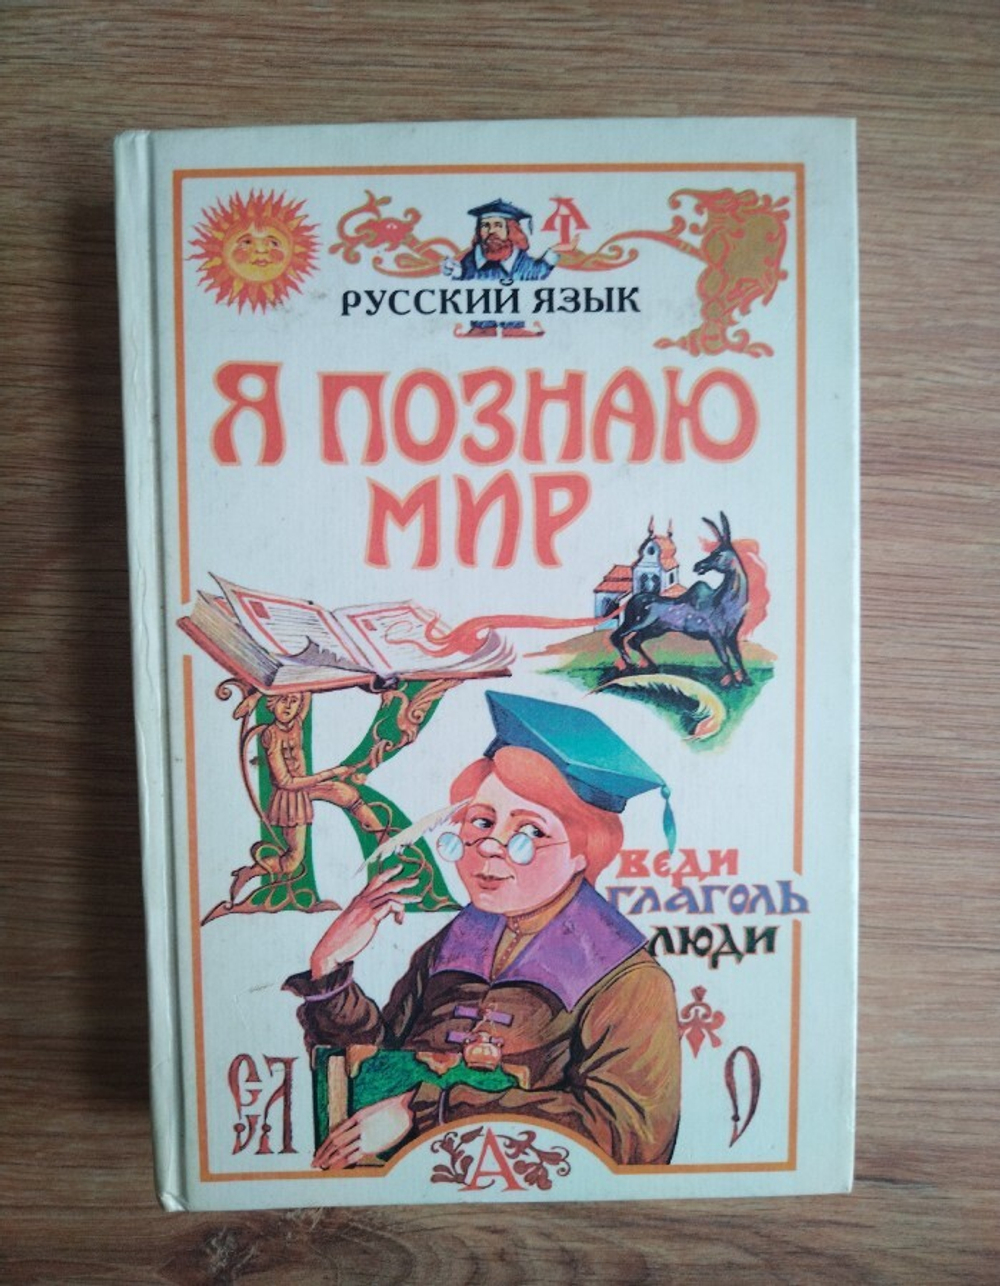 РУССКИЙ ЯЗЫК
Я ПОЗНАЮ
МИР
К
ВЕДИ
ГЛАГОЛЬ
ЛЮДИ
А